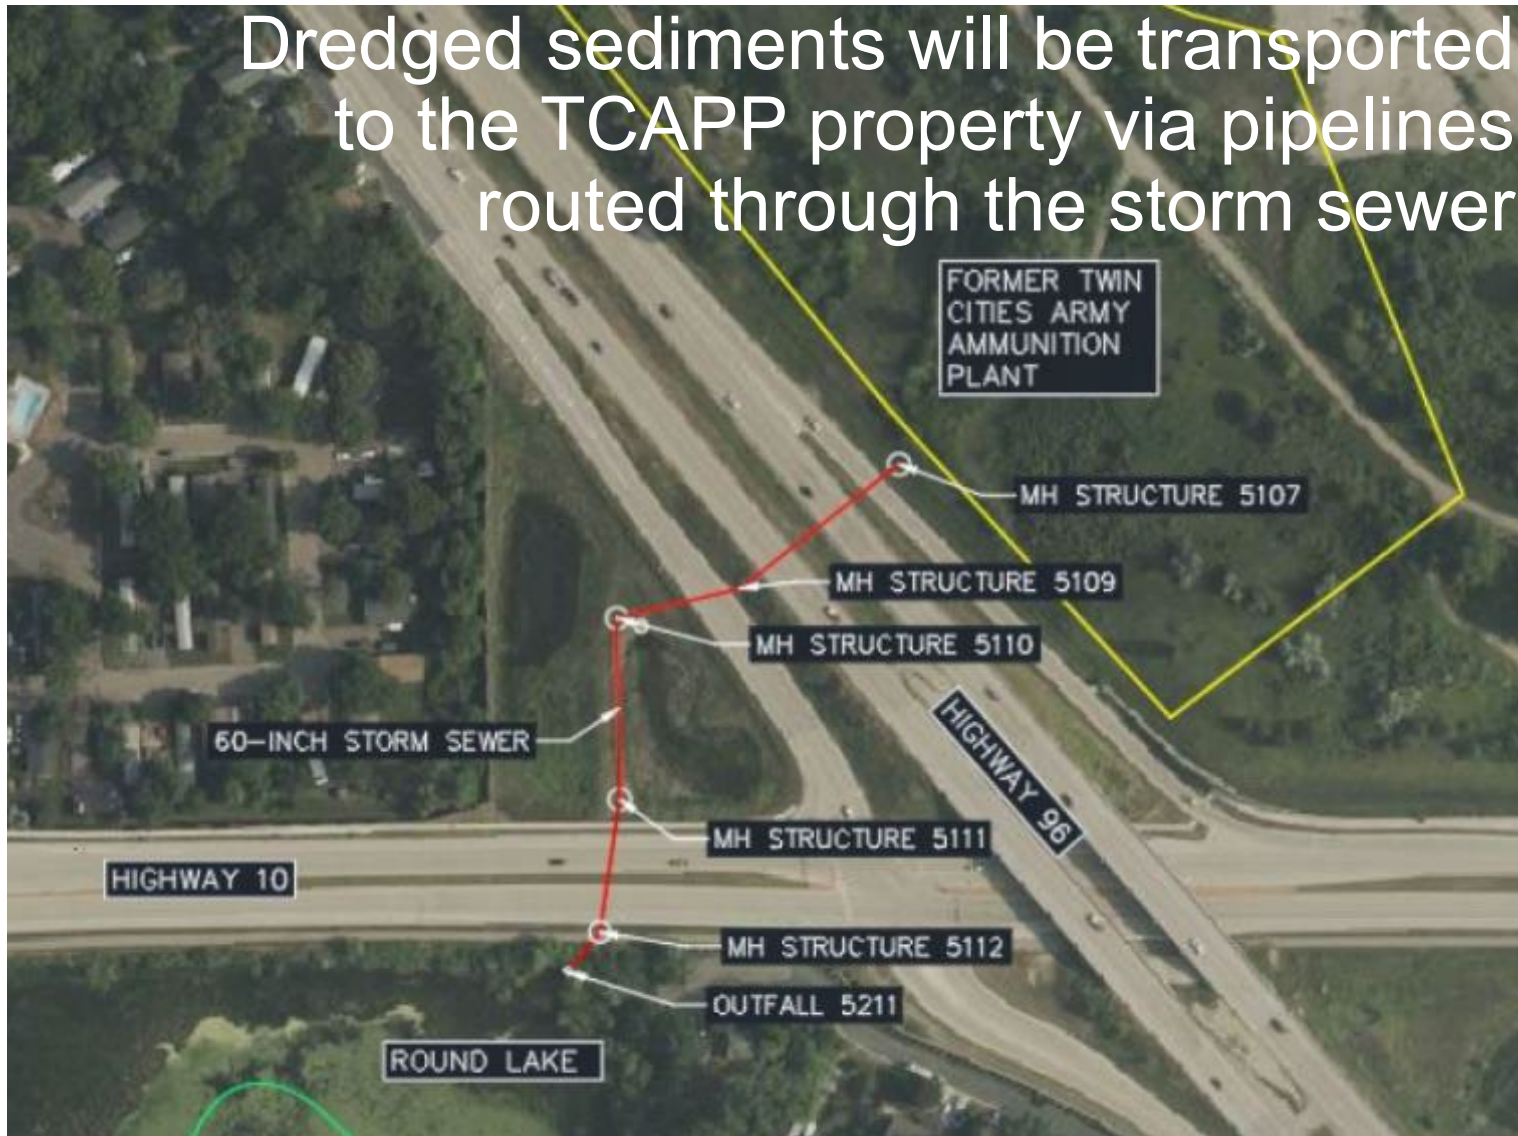 Dredged sediments will be transported
to the TCAPP property via pipelines
routed through the storm sewer
FORMER TWIN
CITIES ARMY
AMMUNITION
PLANT
MH STRUCTURE 5107
MH STRUCTURE 5109
MH STRUCTURE 5110
60-INCH STORM SEWER
HIGHWAY 96
MH STRUCTURE 5111
HIGHWAY 10
MH STRUCTURE 5112
OUTFALL 5211
ROUND LAKE